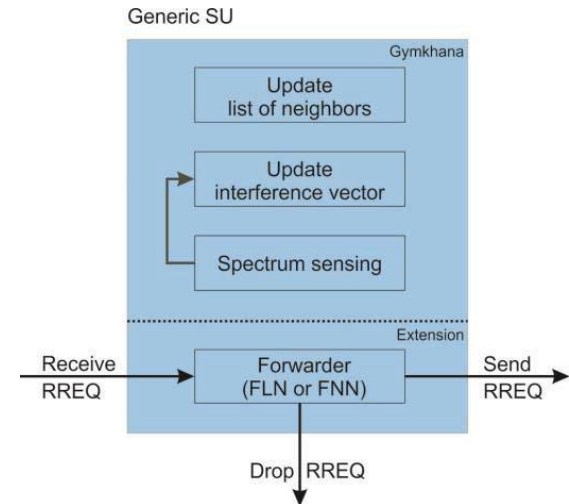 Generic SU
Gymkhana
Update
list of neighbors
Update
interference vector
Spectrum sensing
Extension
Receive
RREQ
Forwarder
(FLN or FNN)
Send
RREQ
Drop RREQ